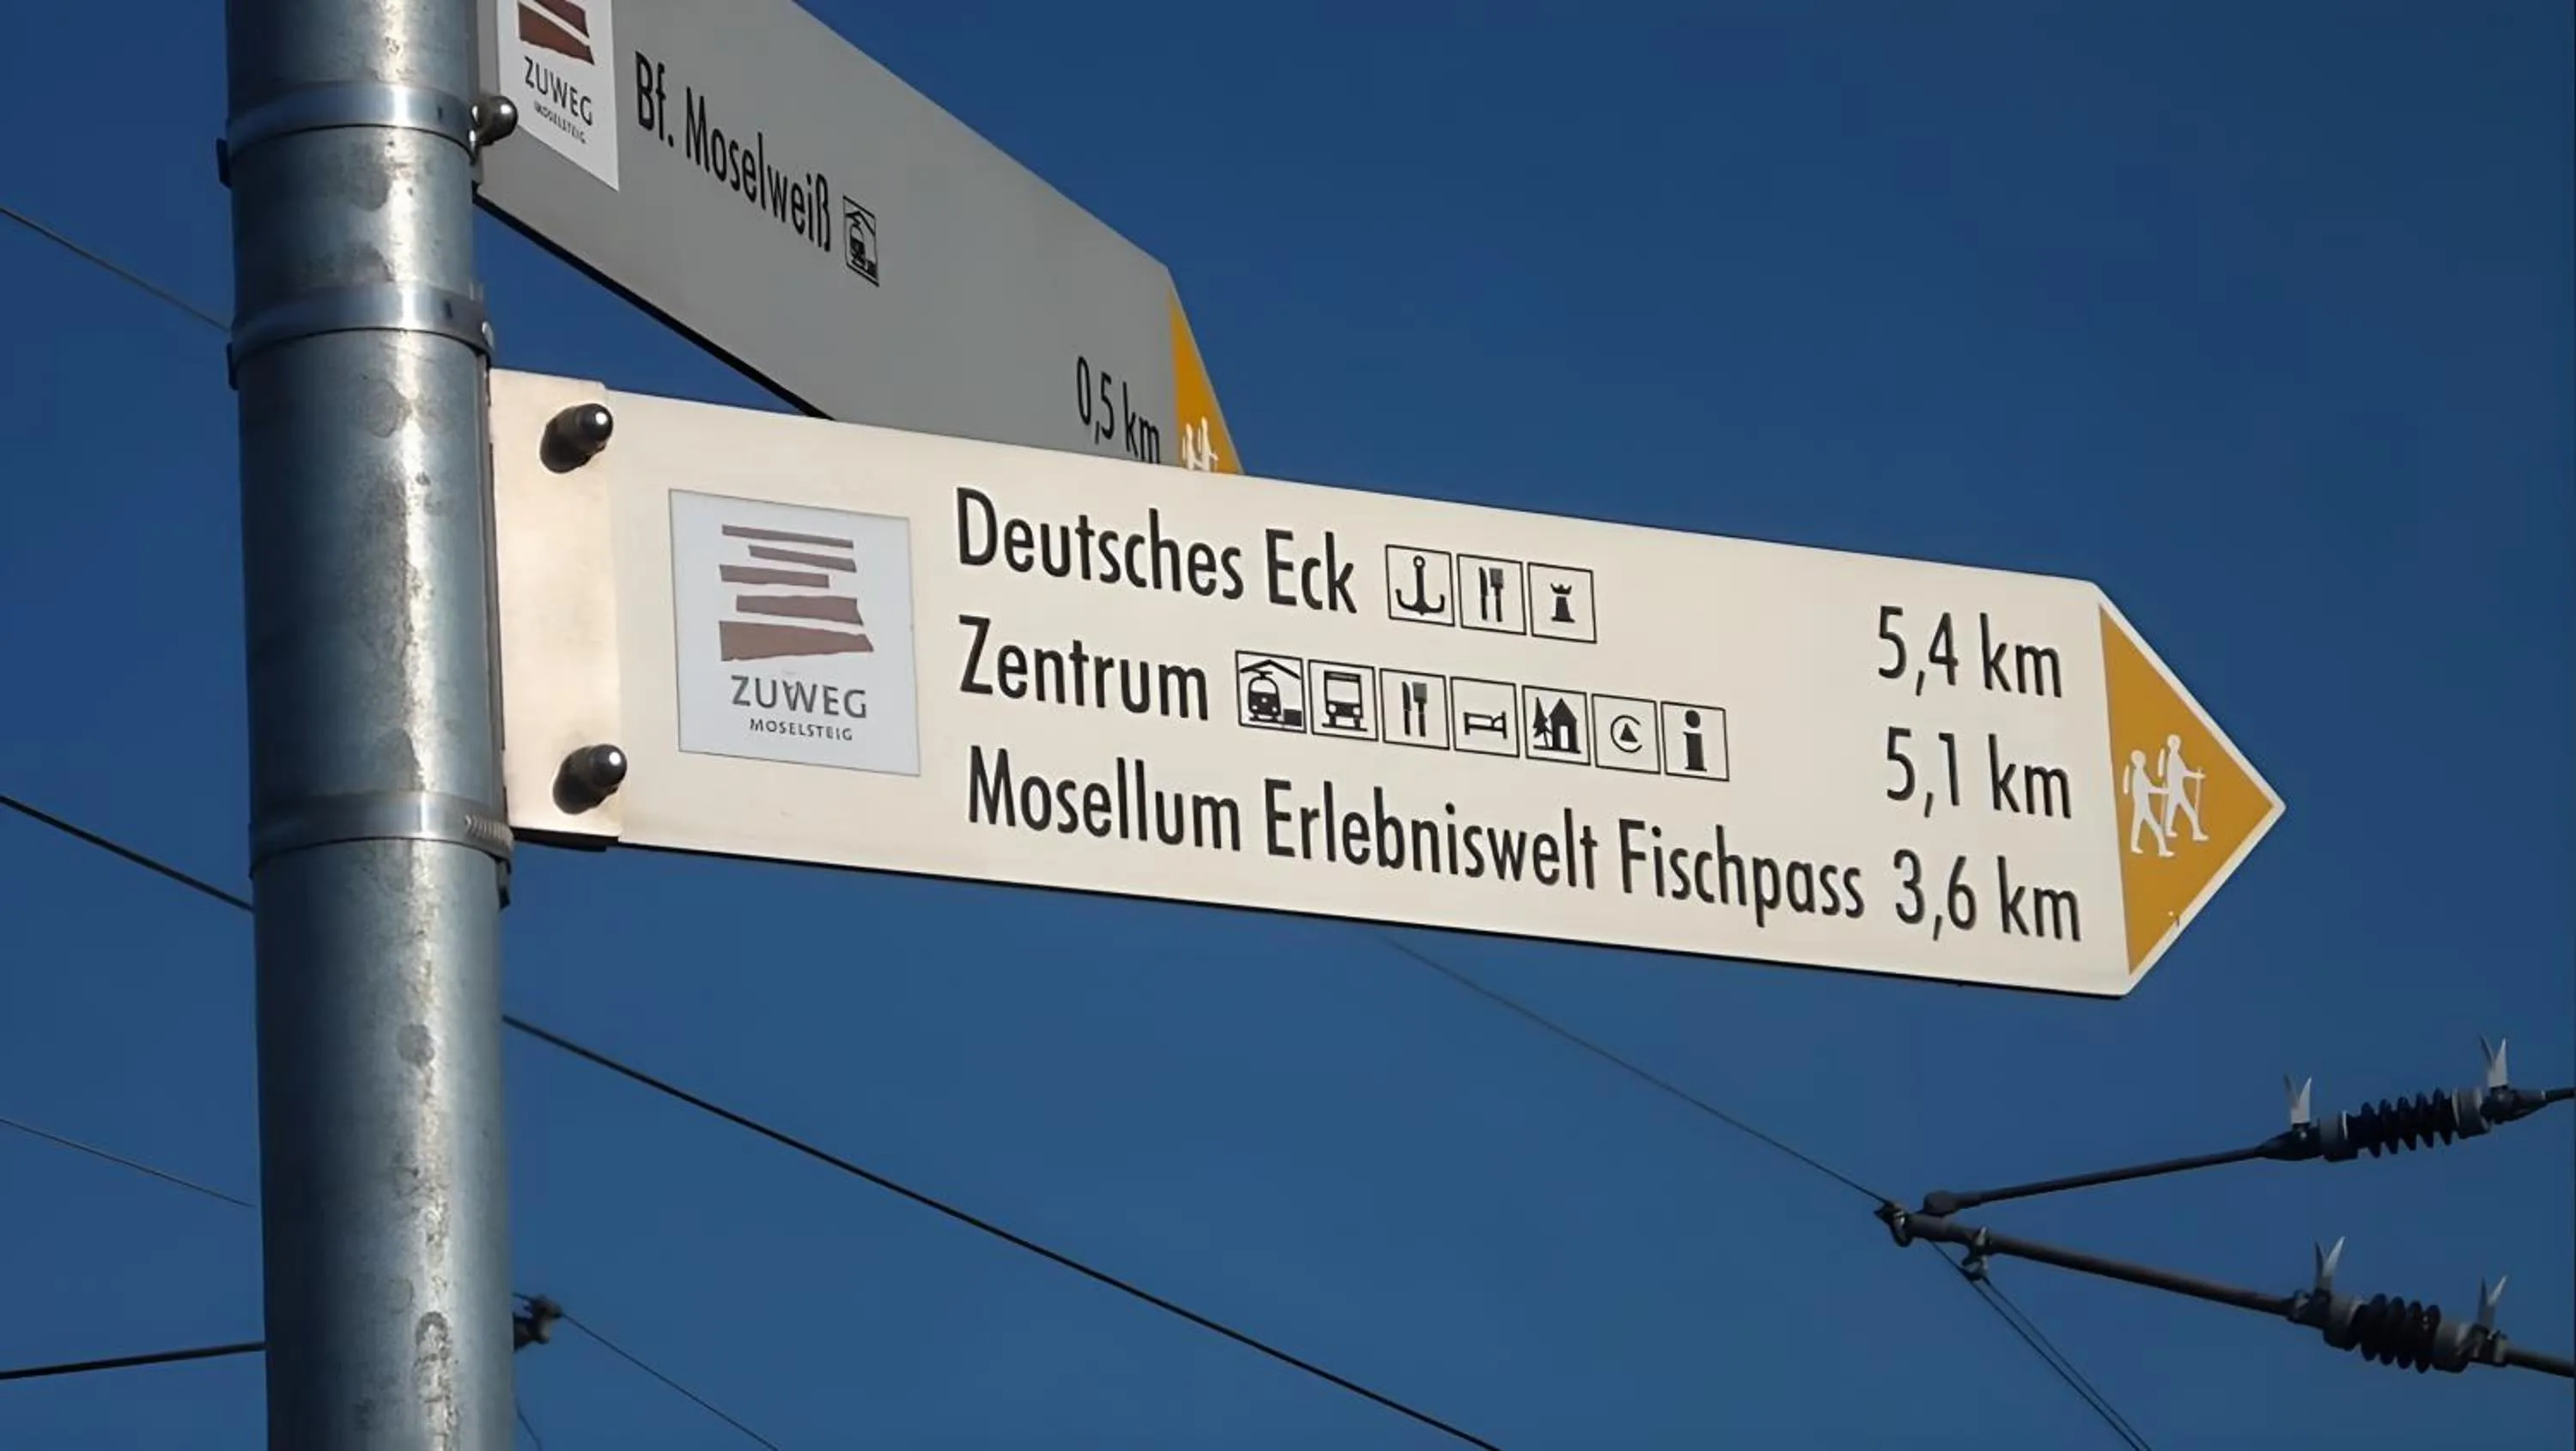 ZUWEG
MOSELSTEIG
Bf. Moselweiß
0,5 km
ZUWEG
MOSELSTEIG
Deutsches Eck 5,4 km
Zentrum 5,1 km
Mosellum Erlebniswelt Fischpass 3,6 km